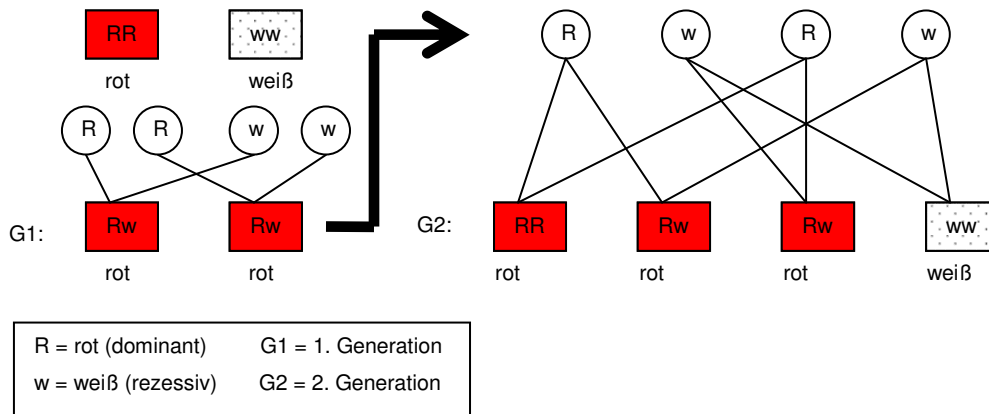 RR ww
rot weiß
R R w w
G1: Rw Rw
rot rot
R w R w
G2: RR Rw Rw ww
rot rot rot weiß
R = rot (dominant) G1 = 1. Generation
w = weiß (rezessiv) G2 = 2. Generation